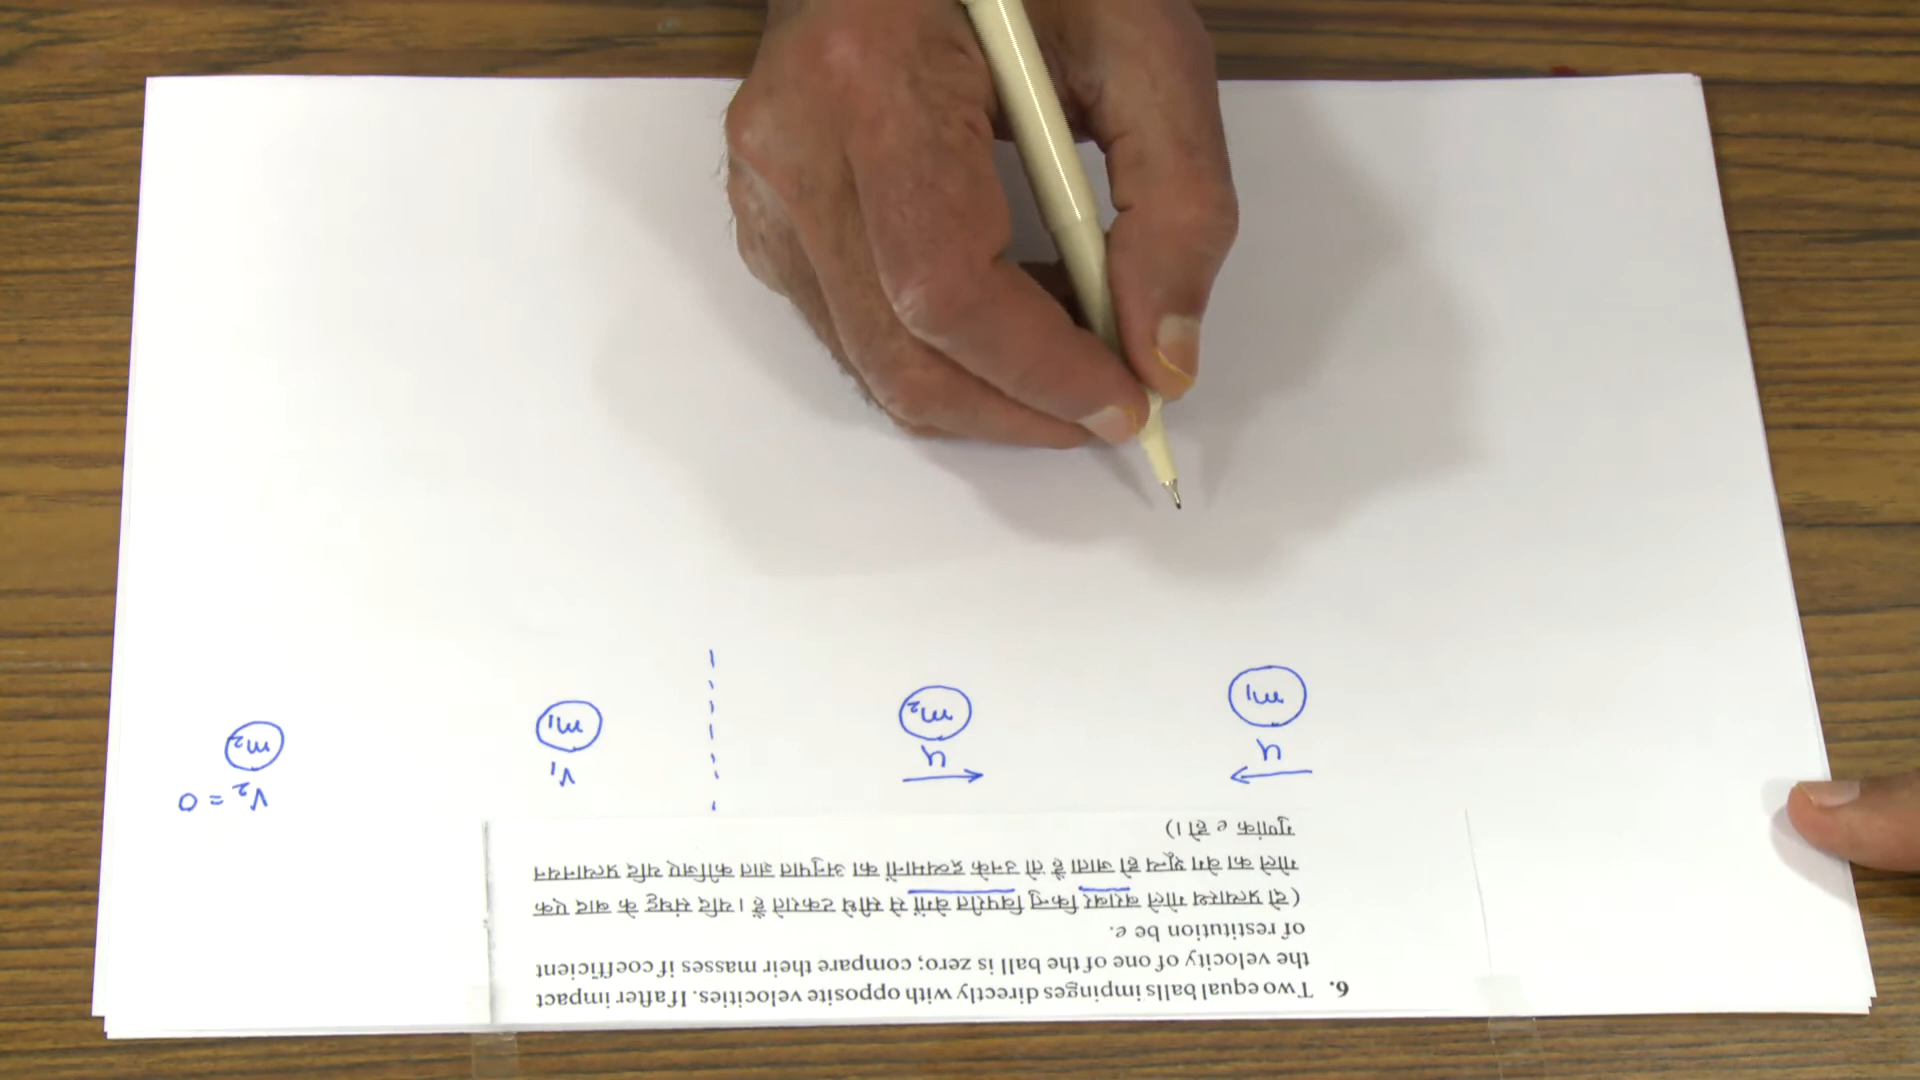 6. Two equal balls impinges directly with opposite velocities. If after impact
the velocity of one of the ball is zero; compare their masses if coefficient
of restitution be e.
(दो प्रत्यास्थ गोले बराबर किन्तु विपरीत वेगों से सीधे टकराते हैं। यदि संघट्ट के बाद एक
गोले का वेग शून्य हो जाता है तो उनके द्रव्यमानों का अनुपात ज्ञात कीजिए यदि प्रत्यानयन
गुणांक e हो।)
u u v₁ v₂ = 0
m₁ m₂ m₁ m₂